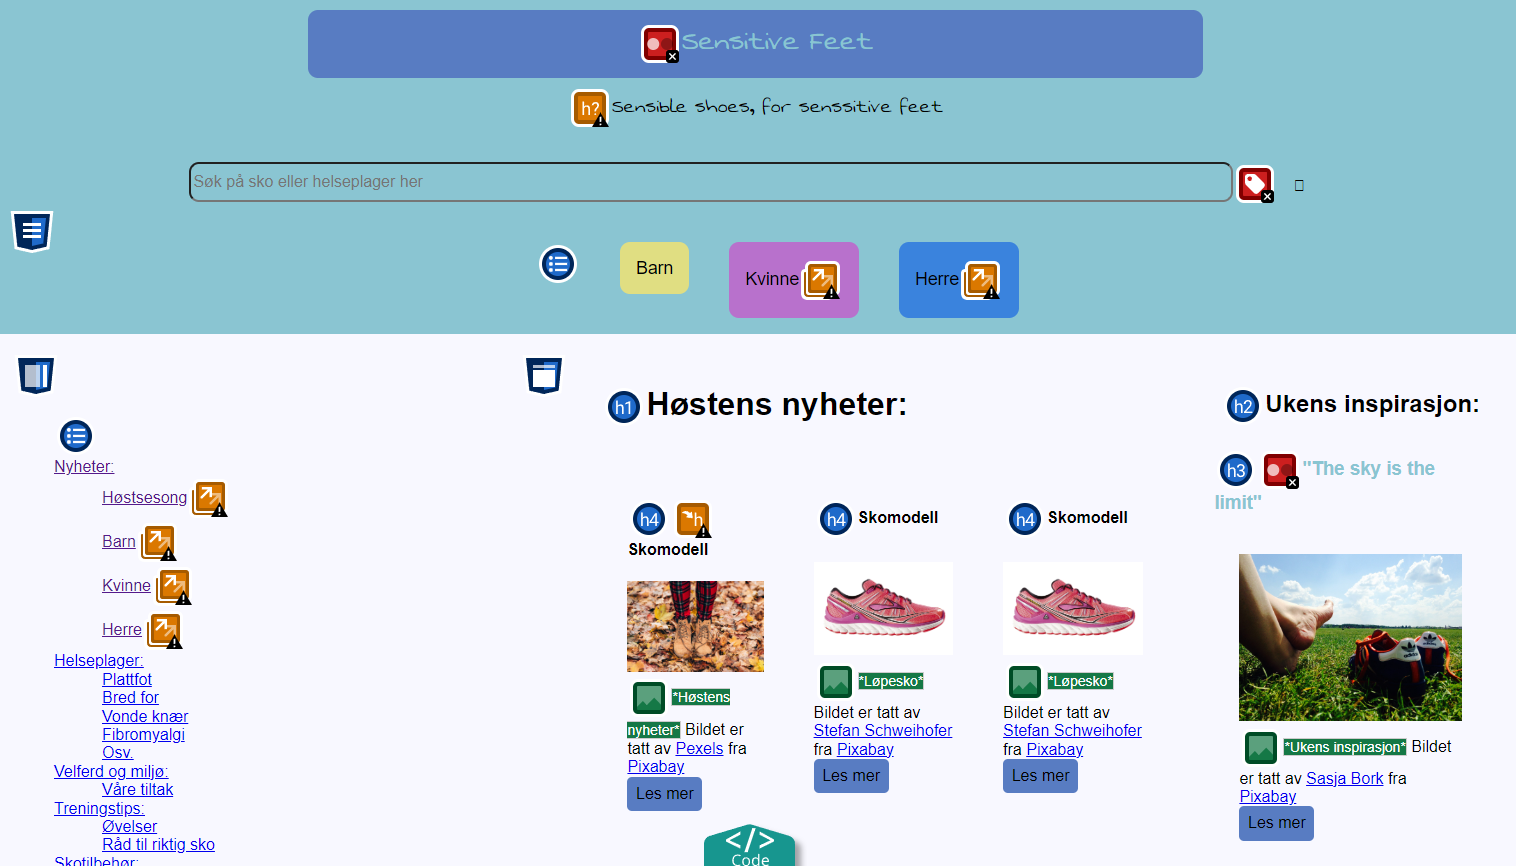 Sensitive Feet
h? Sensible shoes, for senssitive feet
Søk på sko eller helseplager her
Barn
Kvinne
Herre
Nyheter:
Høstsesong
Barn
Kvinne
Herre
Helseplager:
Plattfot
Bred for
Vonde knær
Fibromyalgi
Osv.
Velferd og miljø:
Våre tiltak
Treningstips:
Øvelser
Råd til riktig sko
Skotilbehør:
h1 Høstens nyheter:
h4 h
Skomodell
*Høstens
nyheter* Bildet er
tatt av Pexels fra
Pixabay
Les mer
h4 Skomodell
*Løpesko*
Bildet er tatt av
Stefan Schweihofer
fra Pixabay
Les mer
h4 Skomodell
*Løpesko*
Bildet er tatt av
Stefan Schweihofer
fra Pixabay
Les mer
h2 Ukens inspirasjon:
h3 "The sky is the
limit"
*Ukens inspirasjon* Bildet
er tatt av Sasja Bork fra
Pixabay
Les mer
</>
Code